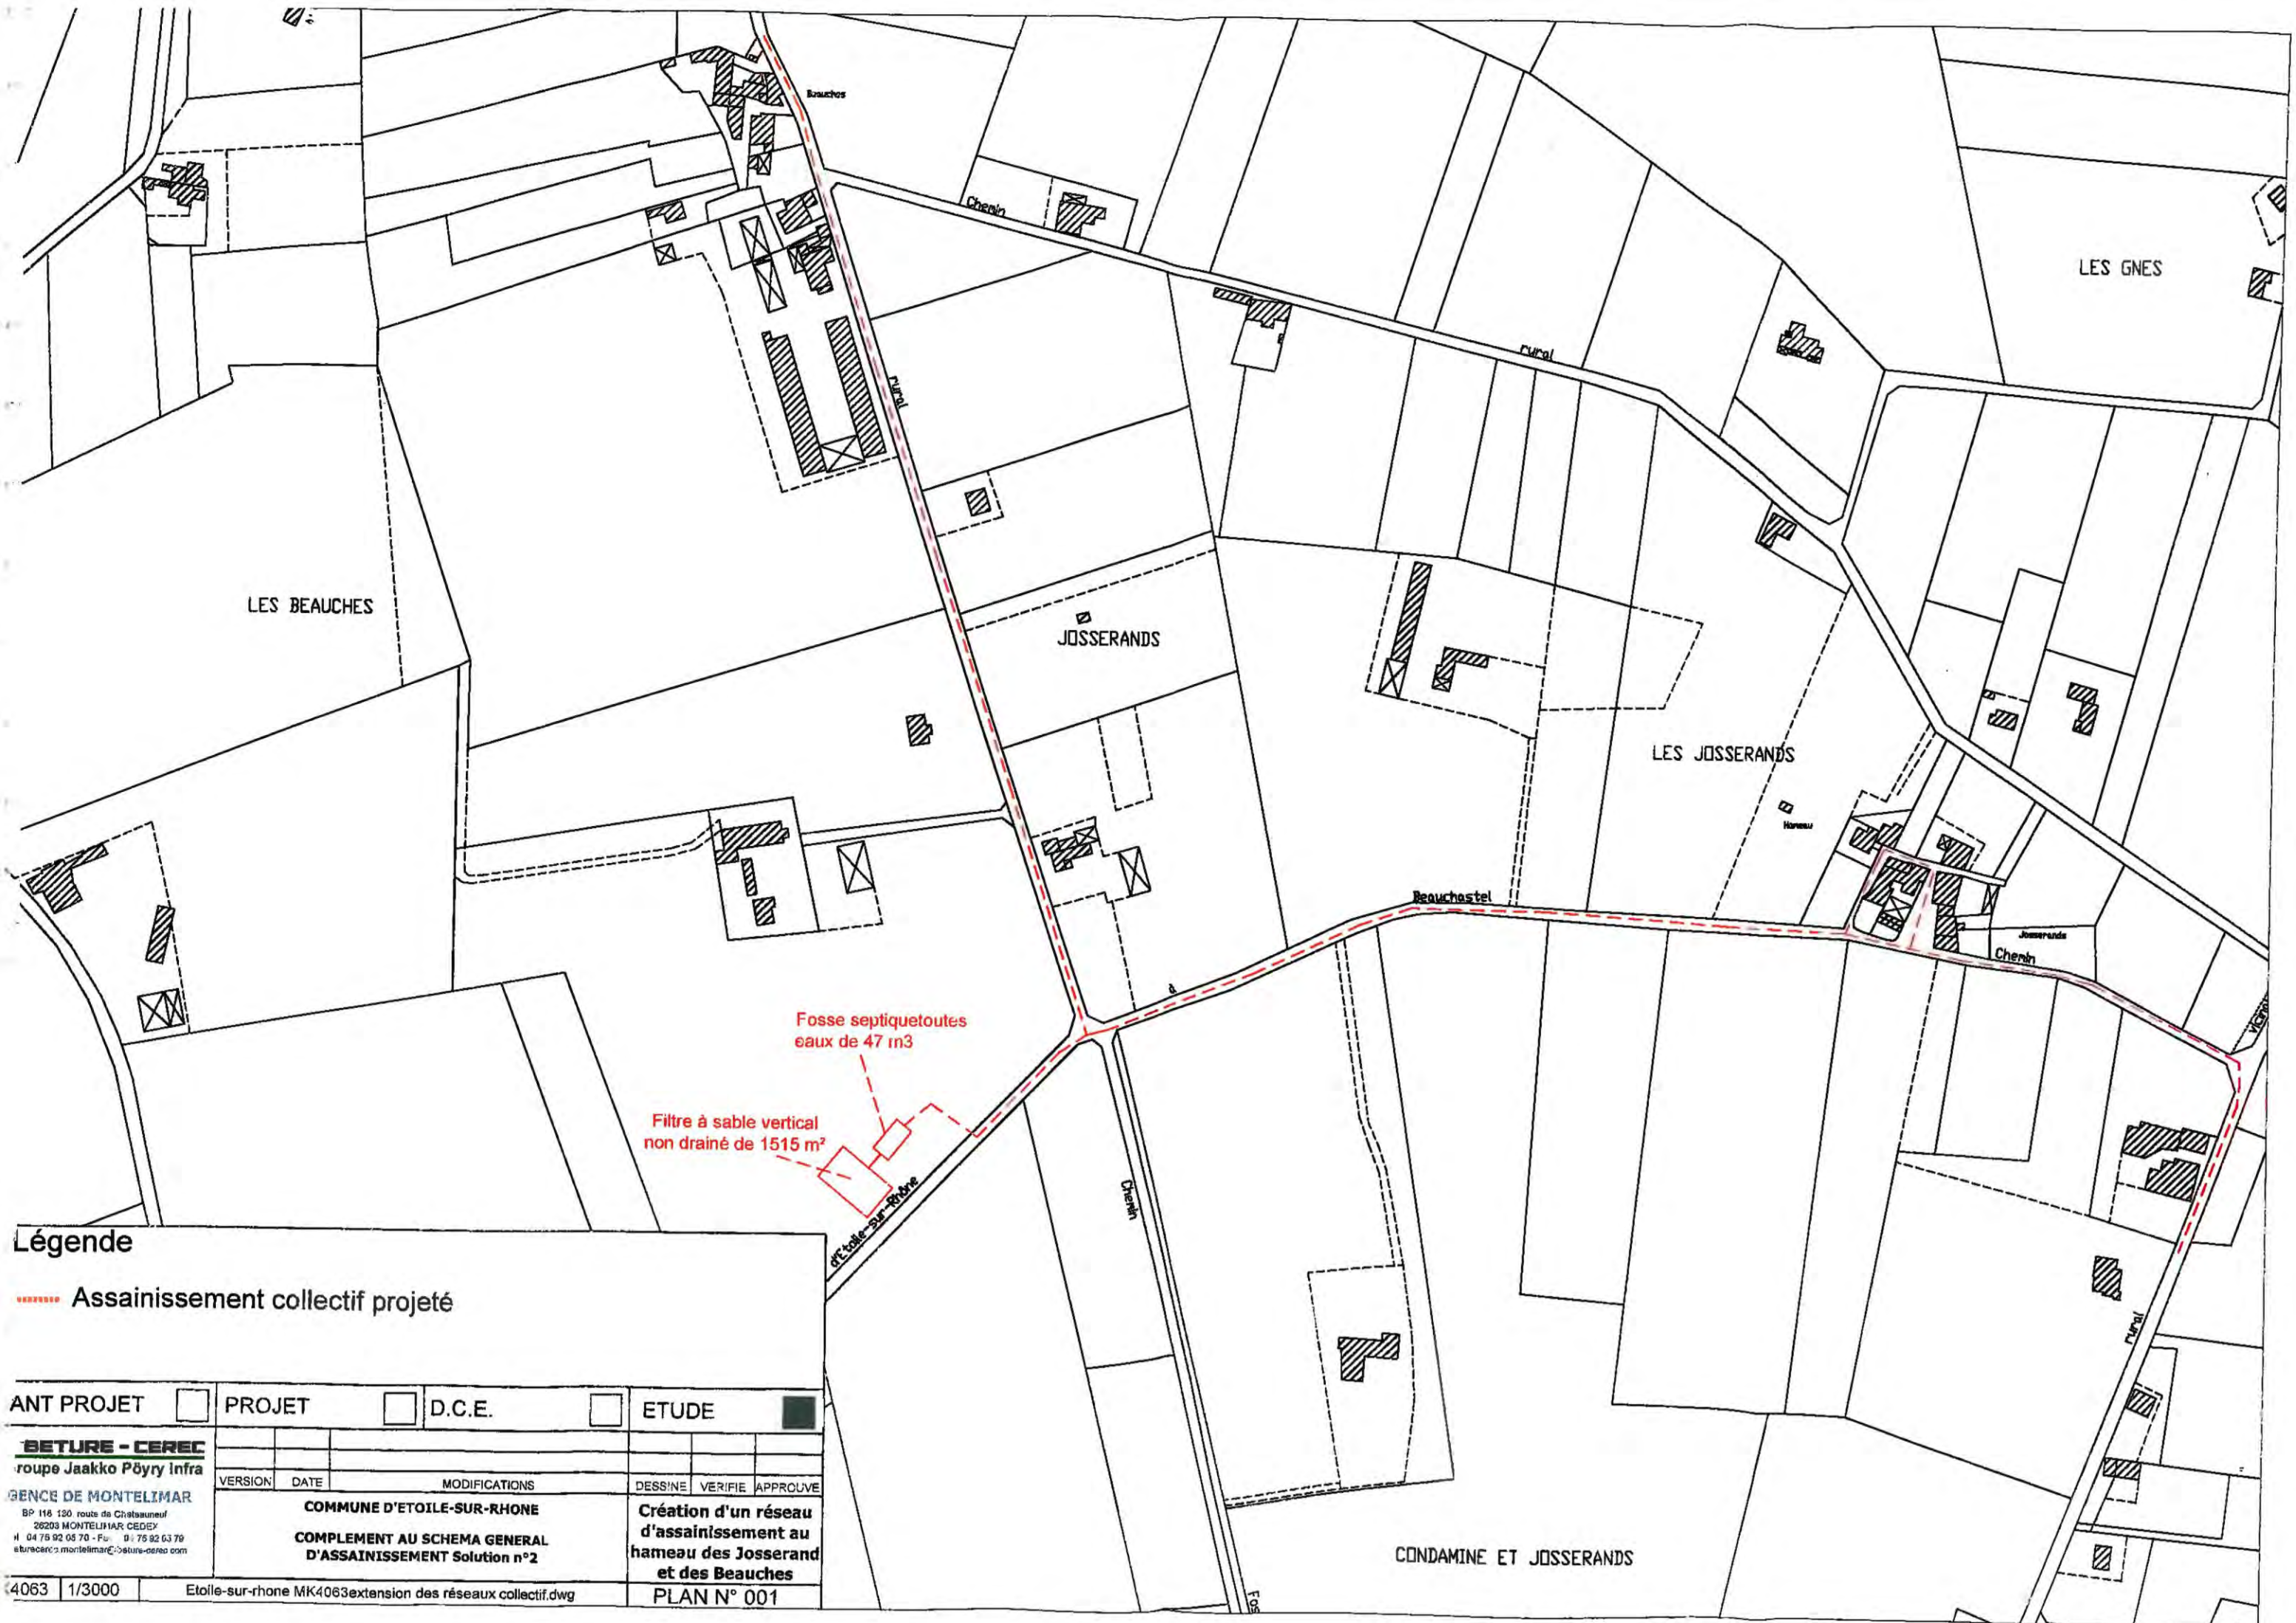 Beauches
Chemin
LES GNES
rural
rural
LES BEAUCHES
JOSSERANDS
LES JOSSERANDS
Hameau
Beauchastel
à
Josserands
Chemin
Vicinal
Fosse septiquetoutes
eaux de 47 m3
Filtre à sable vertical
non drainé de 1515 m²
d'Etoile-sur-Rhône
Chemin
rural
CONDAMINE ET JOSSERANDS
Légende
Assainissement collectif projeté
ANT PROJET
PROJET
D.C.E.
ETUDE
BETURE - CEREC
roupe Jaakko Pöyry Infra
GENCE DE MONTELIMAR
26203 MONTELIMAR CEDEX
VERSION DATE MODIFICATIONS DESSINE VERIFIE APPROUVE
COMMUNE D'ETOILE-SUR-RHONE
COMPLEMENT AU SCHEMA GENERAL
D'ASSAINISSEMENT Solution n°2
Création d'un réseau
d'assainissement au
hameau des Josserand
et des Beauches
4063 1/3000 Etoile-sur-rhone MK4063extension des réseaux collectif.dwg
PLAN N° 001